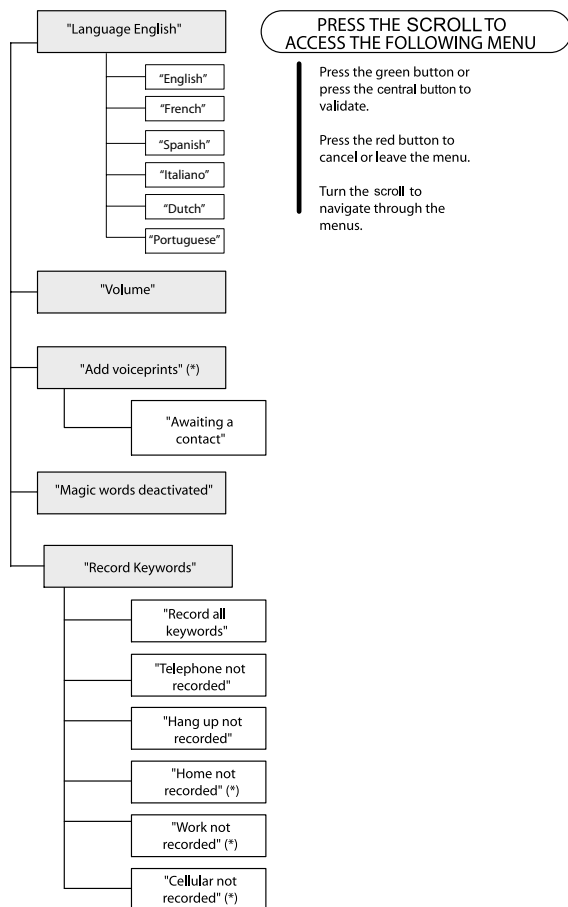 "Language English"
“English”
“French”
“Spanish”
“Italiano”
“Dutch”
“Portuguese”
"Volume"
"Add voiceprints" (*)
"Awaiting a
contact"
"Magic words deactivated"
"Record Keywords"
"Record all
keywords"
"Telephone not
recorded"
"Hang up not
recorded"
"Home not
recorded" (*)
"Work not
recorded" (*)
"Cellular not
recorded" (*)
PRESS THE SCROLL TO
ACCESS THE FOLLOWING MENU
Press the green button or
press the central button to
validate.
Press the red button to
cancel or leave the menu.
Turn the scroll to
navigate through the
menus.